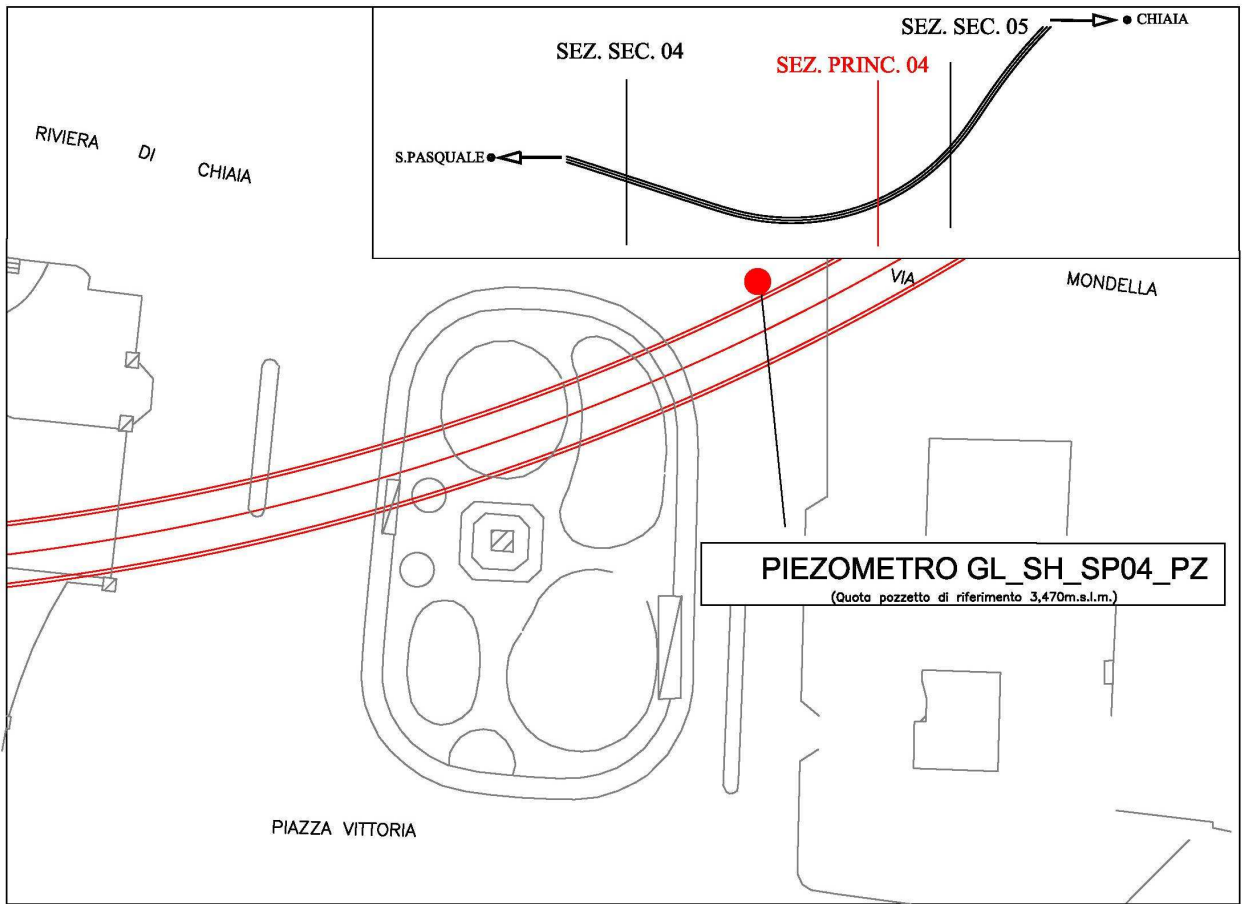 SEZ. SEC. 04
SEZ. PRINC. 04
SEZ. SEC. 05
CHIAIA
S.PASQUALE
RIVIERA DI CHIAIA
VIA MONDELLA
PIEZOMETRO GL_SH_SP04_PZ
(Quota pozzetto di riferimento 3,470m.s.l.m.)
PIAZZA VITTORIA